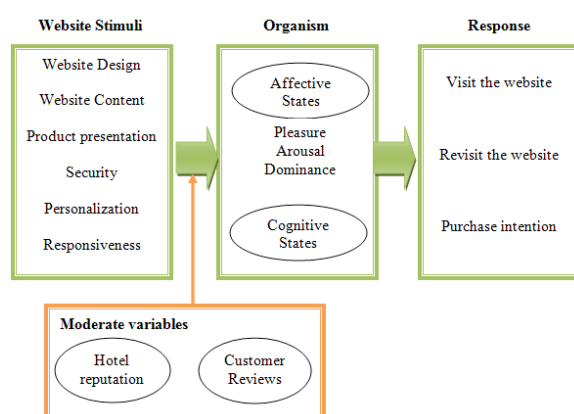 Website Stimuli
Website Design
Website Content
Product presentation
Security
Personalization
Responsiveness
Organism
Affective
States
Pleasure
Arousal
Dominance
Cognitive
States
Response
Visit the website
Revisit the website
Purchase intention
Moderate variables
Hotel
reputation
Customer
Reviews